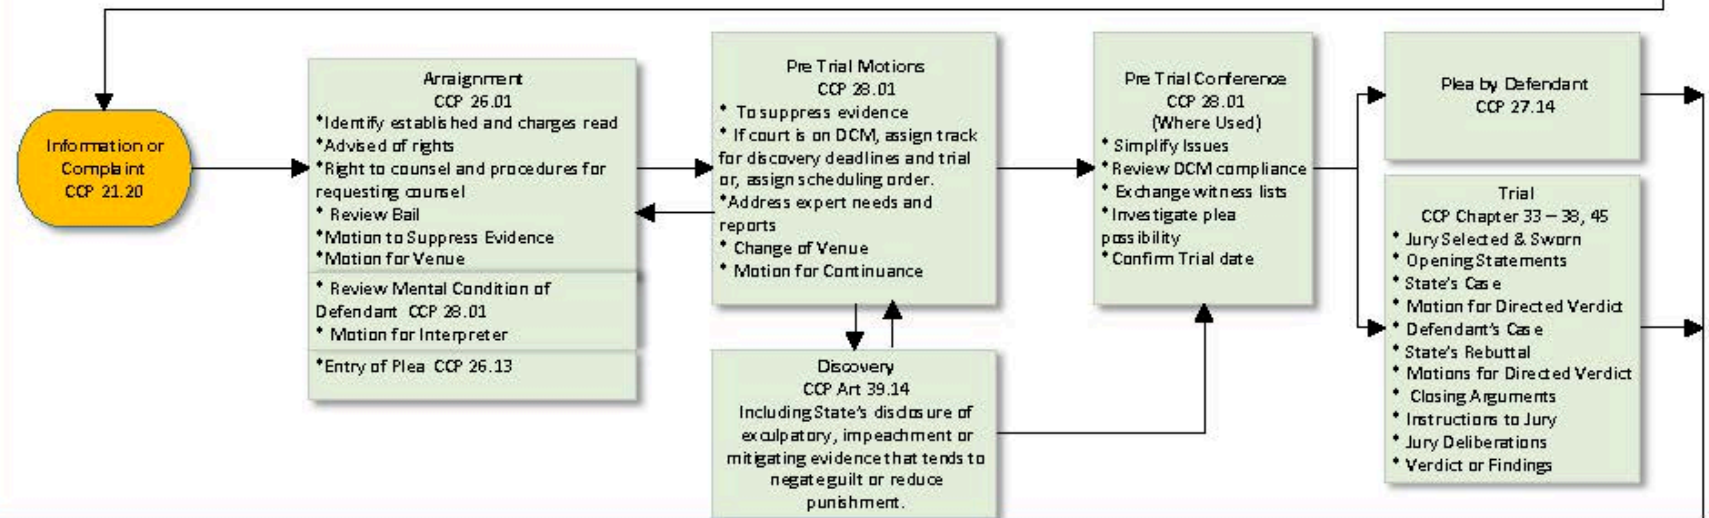 Information or
Complaint
CCP 21.20
Arraignment
CCP 26.01
*Identify established and charges read
*Advised of rights
*Right to counsel and procedures for
requesting counsel
* Review Bail
*Motion to Suppress Evidence
*Motion for Venue
* Review Mental Condition of
Defendant CCP 28.01
* Motion for Interpreter
*Entry of Plea CCP 26.13
Pre Trial Motions
CCP 28.01
* To suppress evidence
* If court is on DCM, assign track
for discovery deadlines and trial
or, assign scheduling order.
*Address expert needs and
reports
* Change of Venue
* Motion for Continuance
Discovery
CCP Art 39.14
Including State's disclosure of
exculpatory, impeachment or
mitigating evidence that tends to
negate guilt or reduce
punishment.
Pre Trial Conference
CCP 28.01
(Where Used)
* Simplify Issues
* Review DCM compliance
* Exchange witness lists
*Investigate plea
possibility
*Confirm Trial date
Plea by Defendant
CCP 27.14
Trial
CCP Chapter 33 – 38, 45
* Jury Selected & Sworn
* Opening Statements
* State's Case
* Motion for Directed Verdict
* Defendant's Case
* State's Rebuttal
* Motions for Directed Verdict
* Closing Arguments
* Instructions to Jury
* Jury Deliberations
* Verdict or Findings